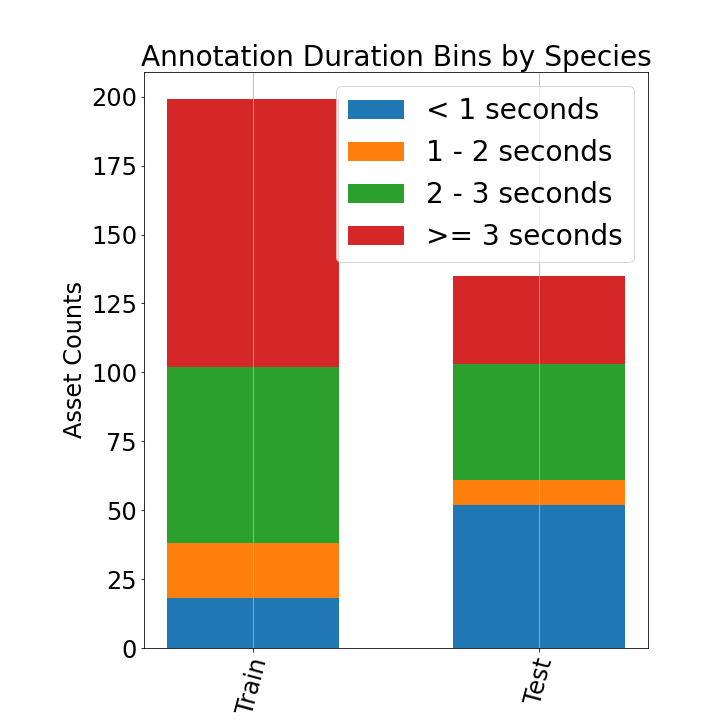 Annotation Duration Bins by Species
200
175
150
125
100
75
50
25
0
Asset Counts
< 1 seconds
1 - 2 seconds
2 - 3 seconds
>= 3 seconds
Train
Test